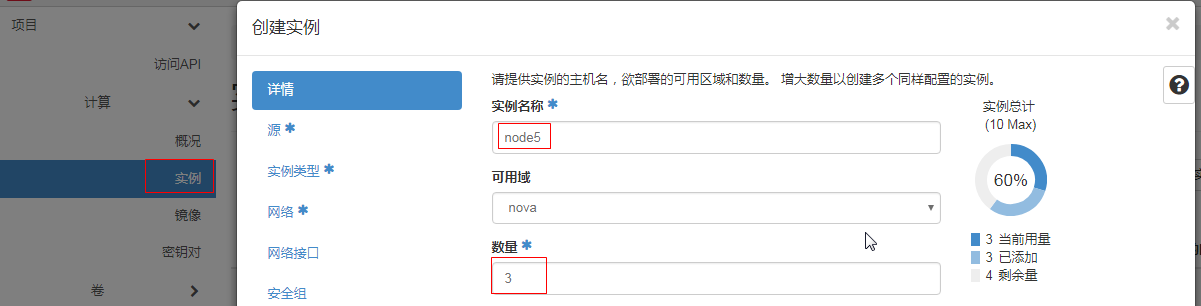 项目
访问API
计算
概况
实例
镜像
密钥对
卷
创建实例
详情
源 *
实例类型 *
网络 *
网络接口
安全组
请提供实例的主机名，欲部署的可用区域和数量。 增大数量以创建多个同样配置的实例。
实例名称 *
node5
可用域
nova
数量 *
3
实例总计
(10 Max)
60%
3 当前用量
3 已添加
4 剩余量